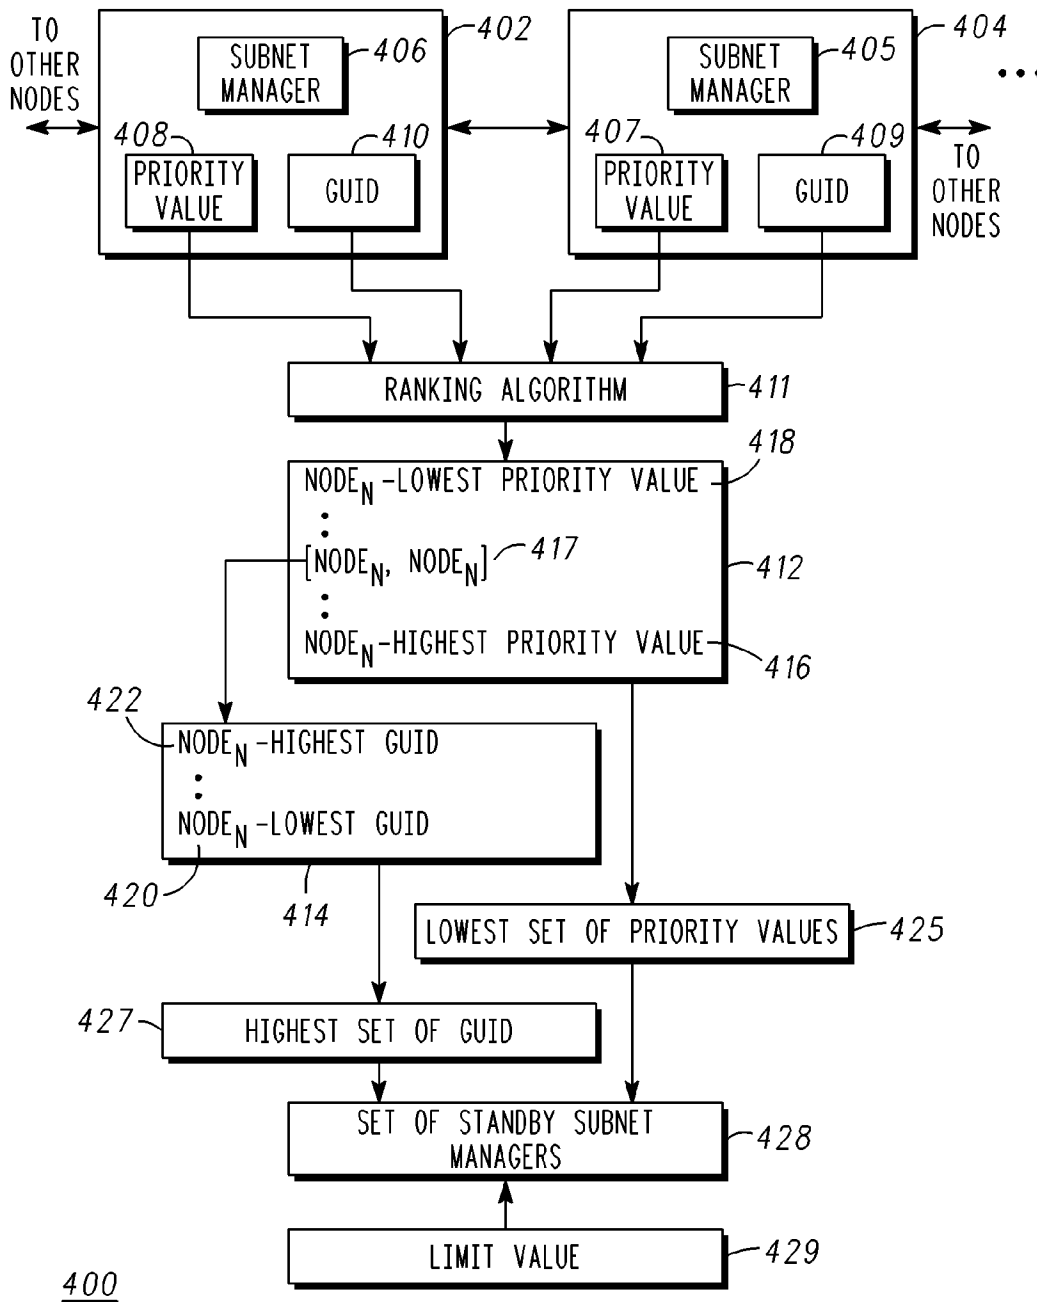 TO
OTHER
NODES
402
SUBNET
MANAGER
406
408
PRIORITY
VALUE
410
GUID
404
SUBNET
MANAGER
405
407
PRIORITY
VALUE
409
GUID
TO
OTHER
NODES
RANKING ALGORITHM
411
NODEN-LOWEST PRIORITY VALUE
418
[NODEN, NODEN]
417
412
NODEN-HIGHEST PRIORITY VALUE
416
422
NODEN-HIGHEST GUID
NODEN-LOWEST GUID
420
414
LOWEST SET OF PRIORITY VALUES
425
427
HIGHEST SET OF GUID
SET OF STANDBY SUBNET
MANAGERS
428
LIMIT VALUE
429
400